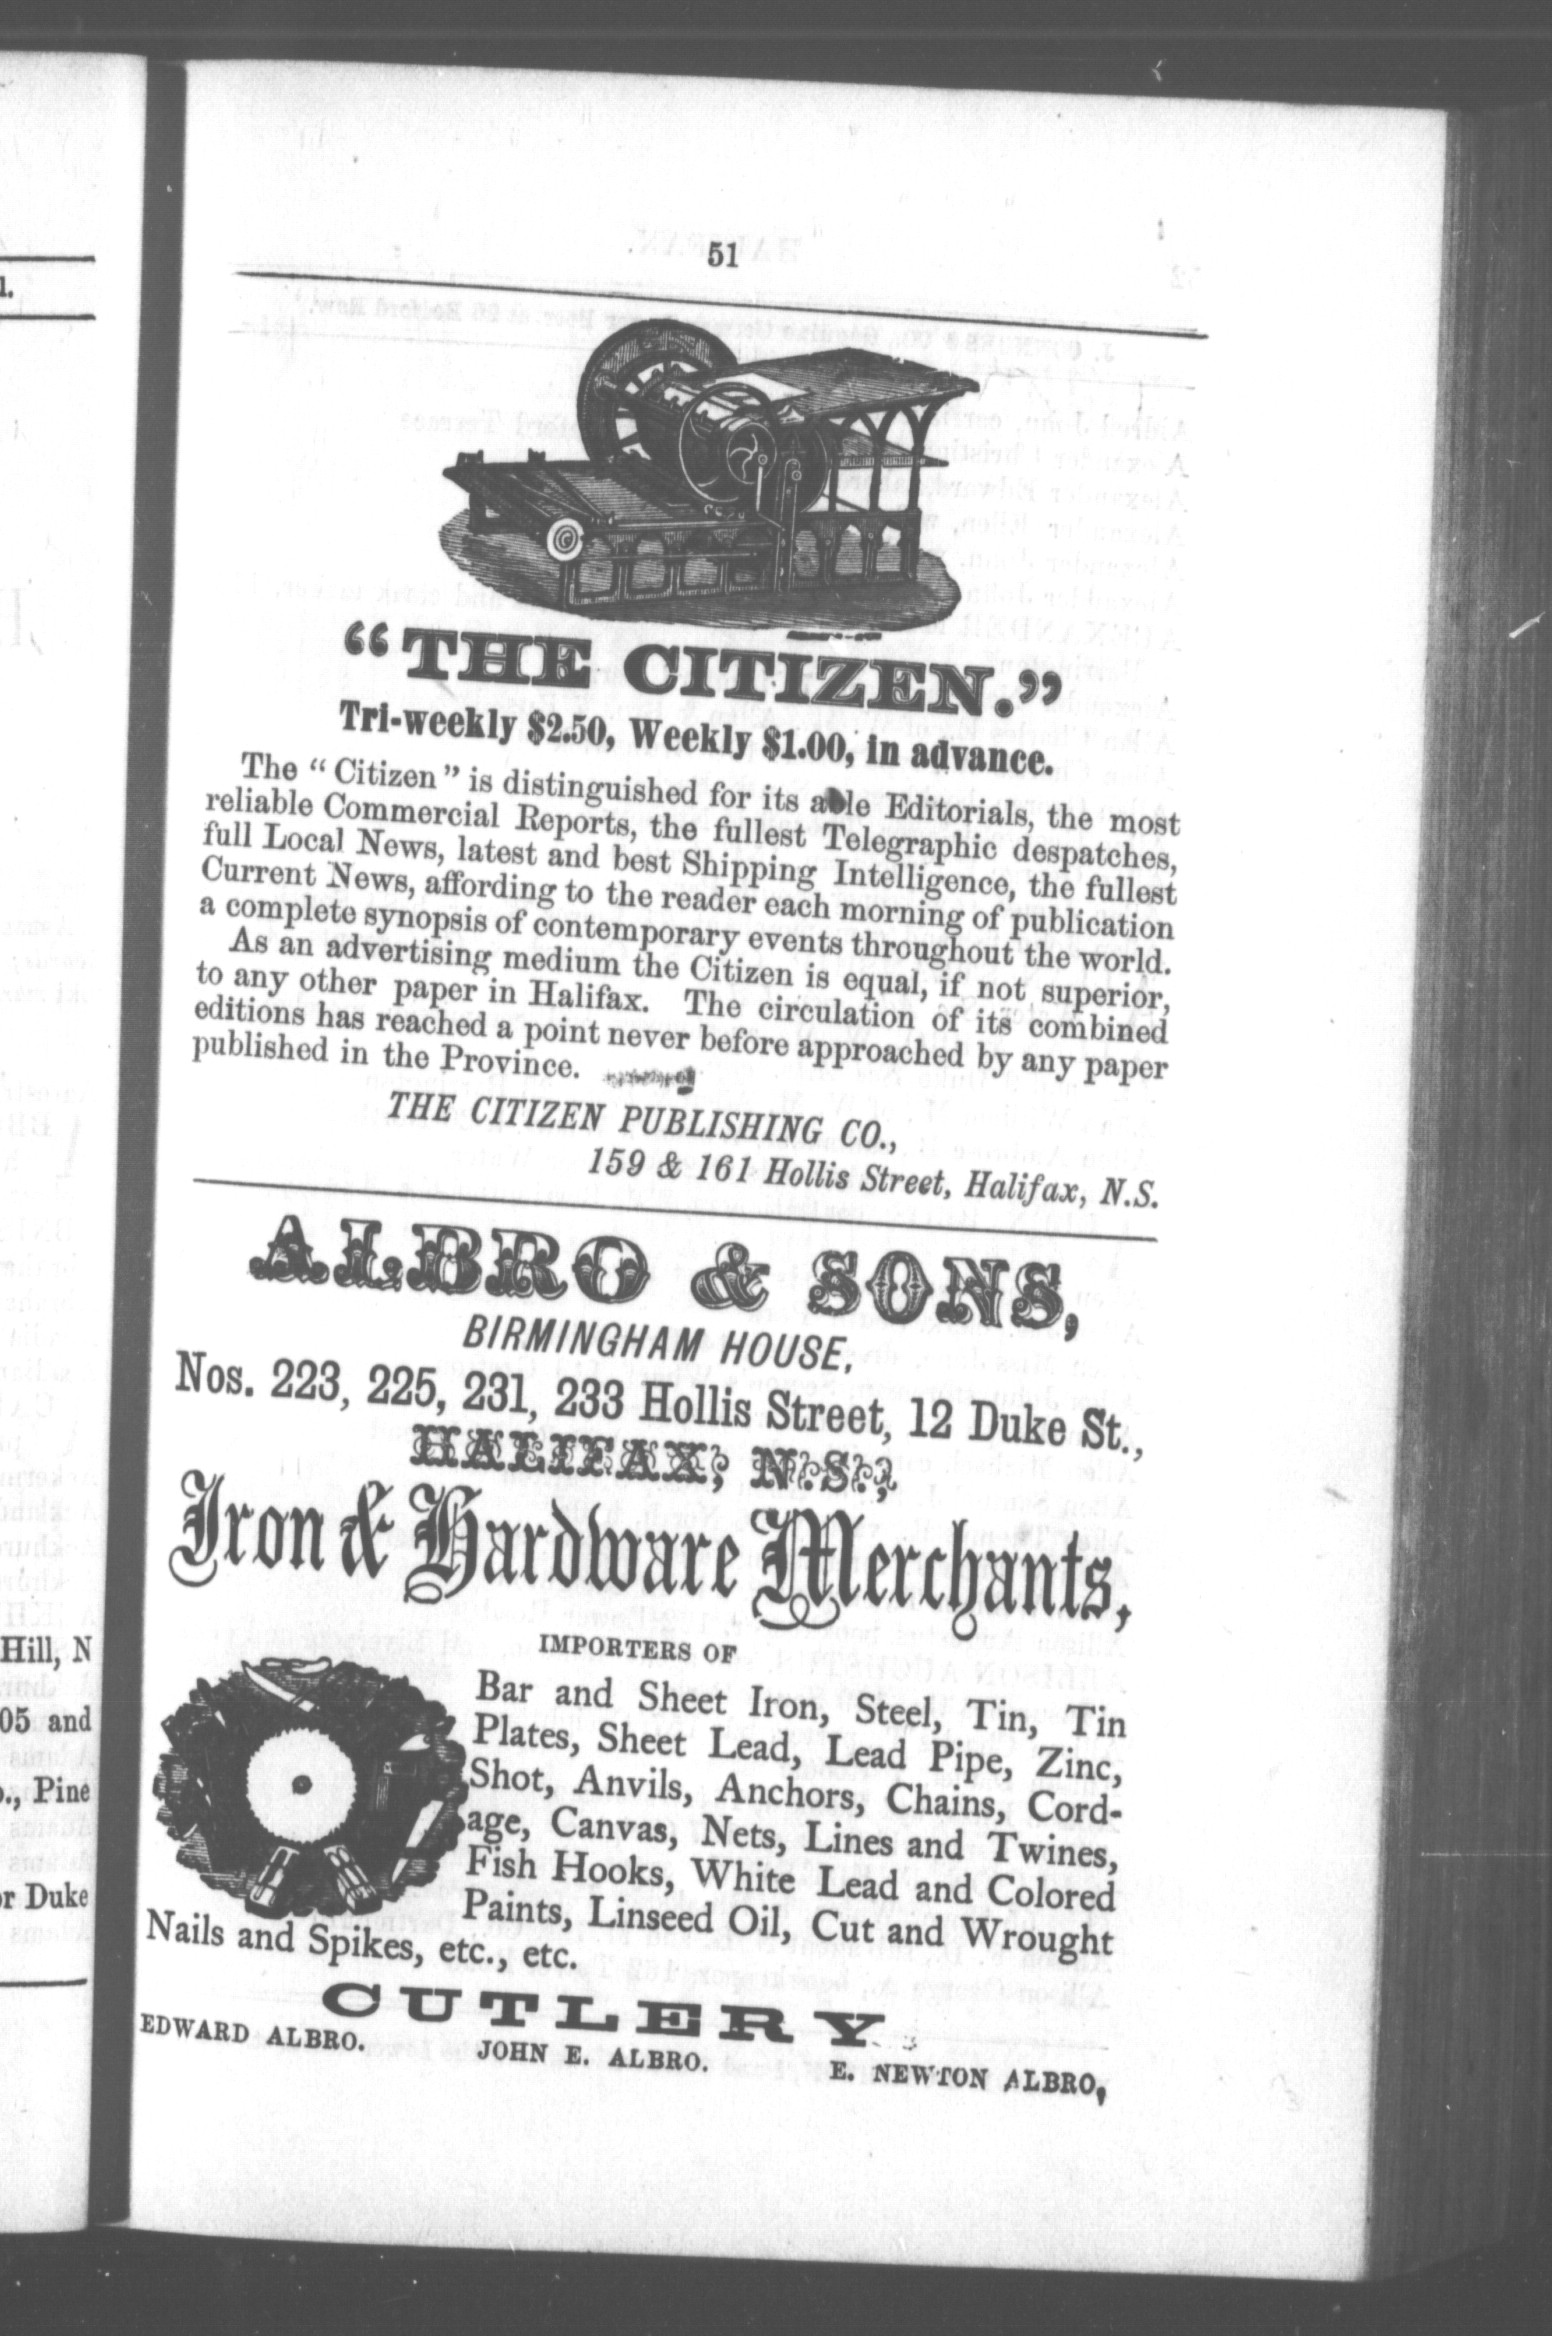 51
“THE CITIZEN.”
Tri-weekly $2.50, Weekly $1.00, in advance.
The “Citizen” is distinguished for its able Editorials, the most
reliable Commercial Reports, the fullest Telegraphic despatches,
full Local News, latest and best Shipping Intelligence, the fullest
Current News, affording to the reader each morning of publication
a complete synopsis of contemporary events throughout the world.
As an advertising medium the Citizen is equal, if not superior,
to any other paper in Halifax. The circulation of its combined
editions has reached a point never before approached by any paper
published in the Province.
THE CITIZEN PUBLISHING CO.,
159 & 161 Hollis Street, Halifax, N.S.
ALBRO & SONS,
BIRMINGHAM HOUSE,
Nos. 223, 225, 231, 233 Hollis Street, 12 Duke St.,
HALIFAX, N.S.,
Iron & Hardware Merchants,
IMPORTERS OF
Bar and Sheet Iron, Steel, Tin, Tin
Plates, Sheet Lead, Lead Pipe, Zinc,
Shot, Anvils, Anchors, Chains, Cord-
age, Canvas, Nets, Lines and Twines,
Fish Hooks, White Lead and Colored
Paints, Linseed Oil, Cut and Wrought
Nails and Spikes, etc., etc.
CUTLERY
EDWARD ALBRO. JOHN E. ALBRO. E. NEWTON ALBRO,
Hill, N
05 and
Pine
Duke